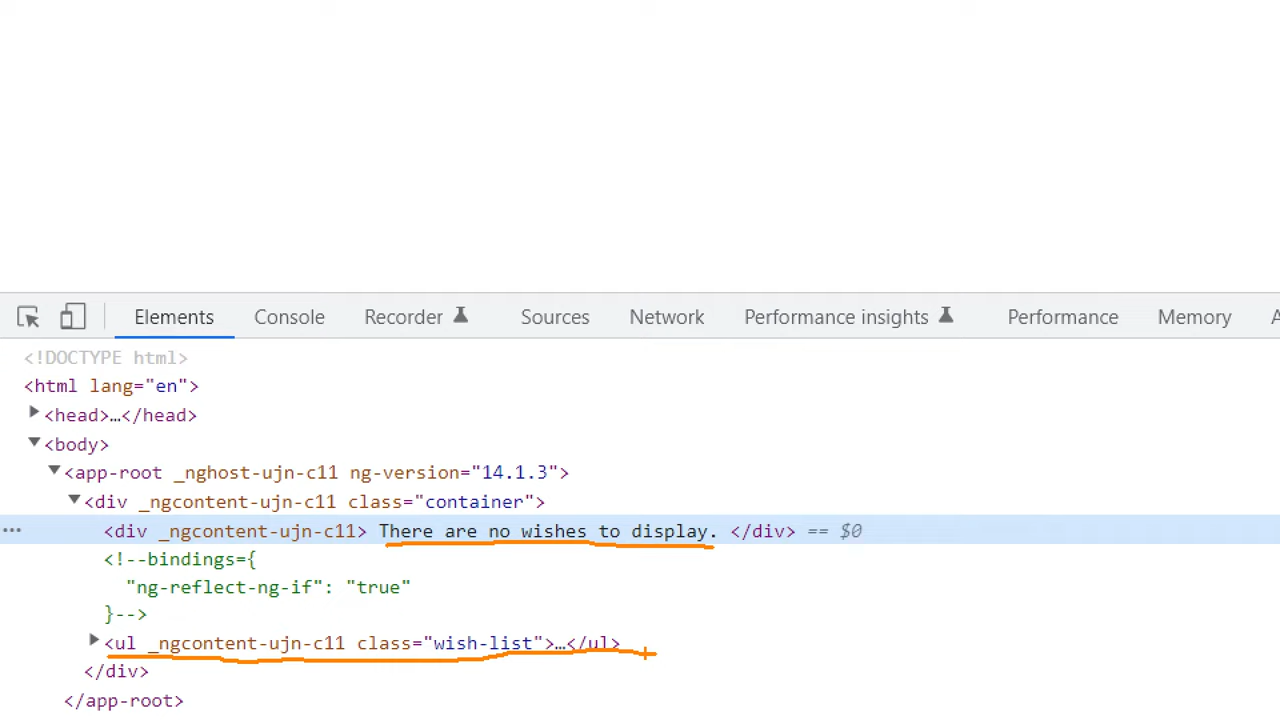 Elements Console Recorder Sources Network Performance insights Performance Memory A
<!DOCTYPE html>
<html lang="en">
<head>…</head>
<body>
<app-root _nghost-ujn-c11 ng-version="14.1.3">
<div _ngcontent-ujn-c11 class="container">
… <div _ngcontent-ujn-c11> There are no wishes to display. </div> == $0
<!--bindings={
"ng-reflect-ng-if": "true"
}-->
<ul _ngcontent-ujn-c11 class="wish-list">…</ul>
</div>
</app-root>